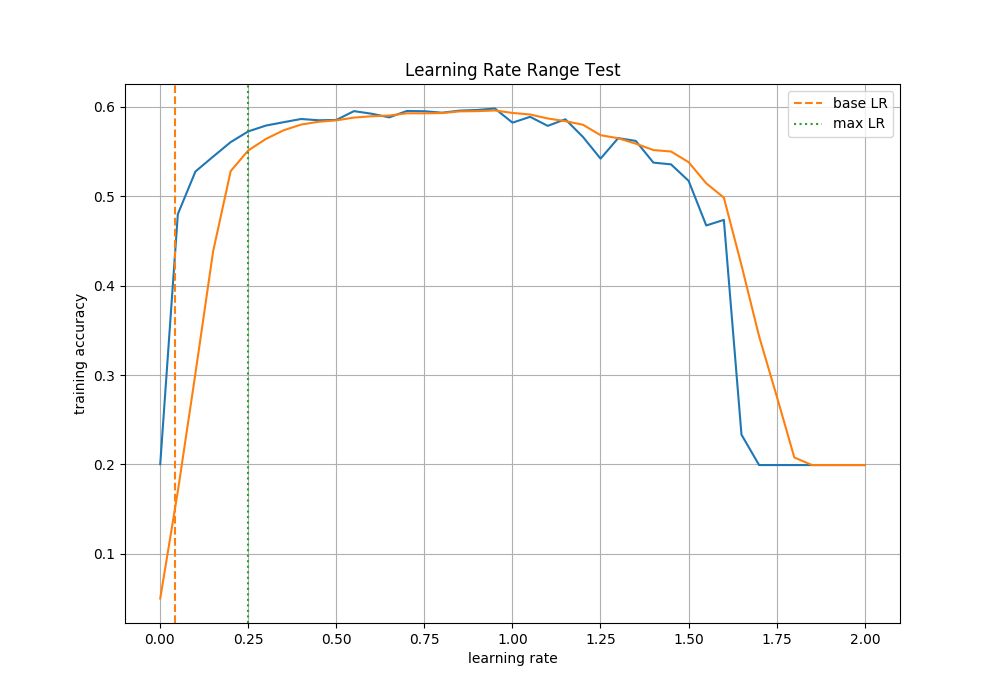 Learning Rate Range Test
base LR
max LR
training accuracy
0.6
0.5
0.4
0.3
0.2
0.1
0.00 0.25 0.50 0.75 1.00 1.25 1.50 1.75 2.00
learning rate